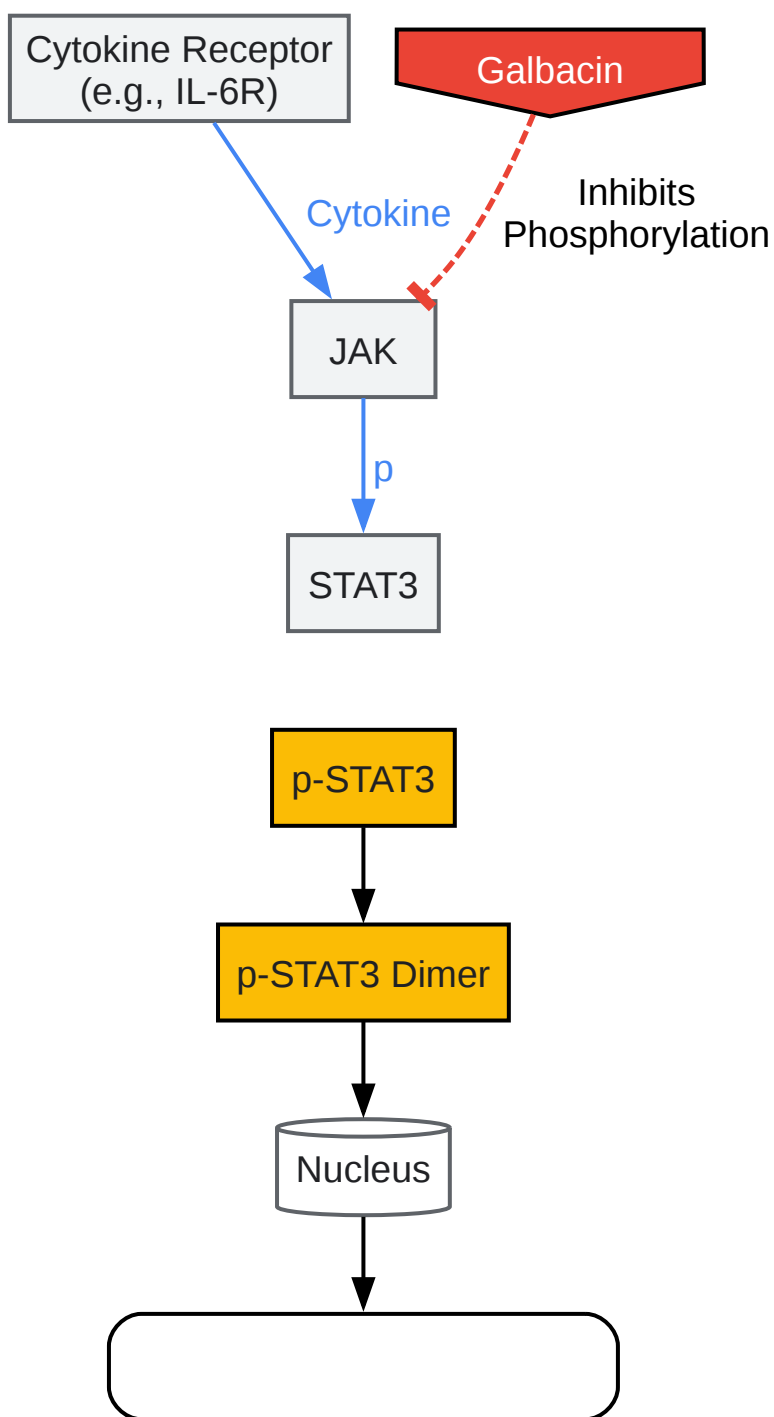 Cytokine Receptor
(e.g., IL-6R)
Galbacin
Cytokine
Inhibits
Phosphorylation
JAK
p
STAT3
p-STAT3
p-STAT3 Dimer
Nucleus